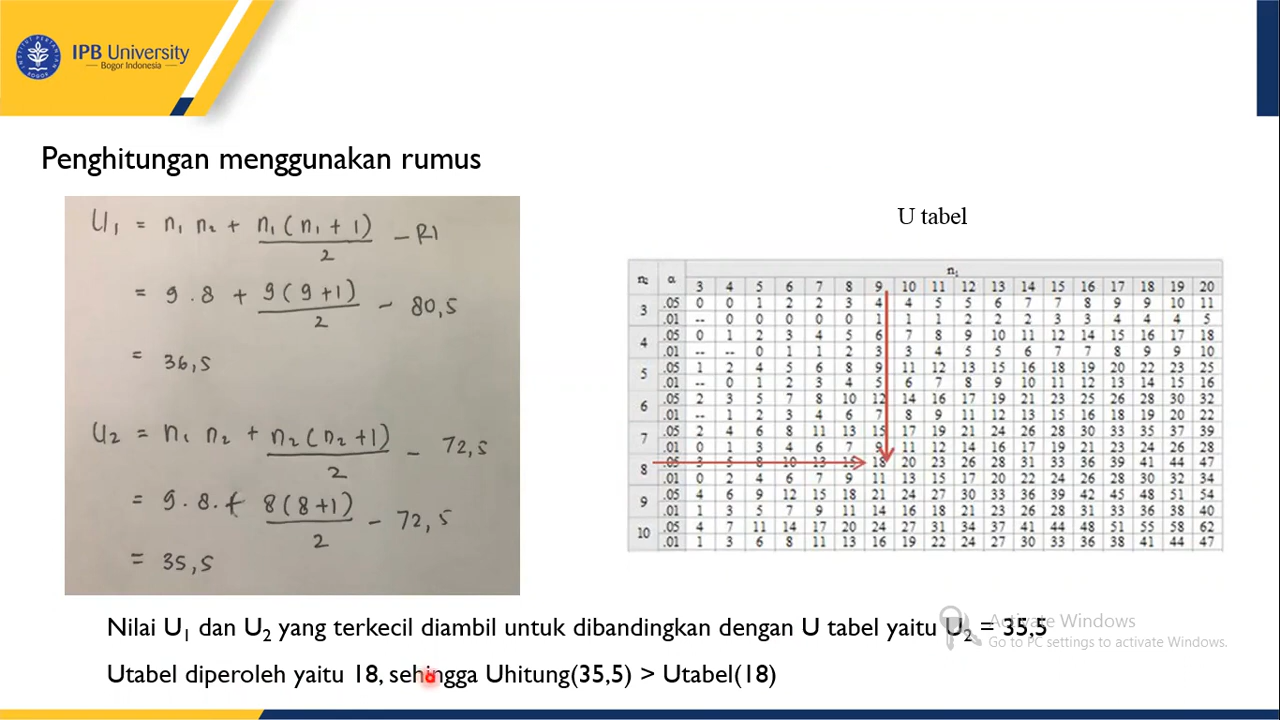 IPB University
Bogor Indonesia
Penghitungan menggunakan rumus
U1 = n1 n2 + n1(n1+1)/2 - R1
= 9.8 + 9(9+1)/2 - 80,5
= 36,5
U2 = n1 n2 + n2(n2+1)/2 - 72,5
= 9.8.+ 8(8+1)/2 - 72,5
= 35,5
U tabel
n2 α n1
3 4 5 6 7 8 9 10 11 12 13 14 15 16 17 18 19 20
3 .05 0 0 1 2 2 3 4 4 5 5 6 7 7 8 9 9 10 11
.01 -- 0 0 0 0 0 1 1 1 2 2 2 3 3 4 4 4 5
4 .05 0 1 2 3 4 5 6 7 8 9 10 11 12 14 15 16 17 18
.01 -- -- 0 1 1 2 3 3 4 5 5 6 7 7 8 9 9 10
5 .05 1 2 4 5 6 8 9 11 12 13 15 16 18 19 20 22 23 25
.01 -- 0 1 2 3 4 5 6 7 8 9 10 11 12 13 14 15 16
6 .05 2 3 5 7 8 10 12 14 16 17 19 21 23 25 26 28 30 32
.01 -- 1 2 3 4 6 7 8 9 11 12 13 15 16 18 19 20 22
7 .05 2 4 6 8 11 13 15 17 19 21 24 26 28 30 33 35 37 39
.01 0 1 3 4 6 7 9 11 12 14 16 17 19 21 23 24 26 28
8 .05 3 5 8 10 13 15 18 20 23 26 28 31 33 36 39 41 44 47
.01 0 2 4 6 7 9 11 13 15 17 20 22 24 26 28 30 32 34
9 .05 4 6 9 12 15 18 21 24 27 30 33 36 39 42 45 48 51 54
.01 1 3 5 7 9 11 14 16 18 21 23 26 28 31 33 36 38 40
10 .05 4 7 11 14 17 20 24 27 31 34 37 41 44 48 51 55 58 62
.01 1 3 6 8 11 13 16 19 22 24 27 30 33 36 38 41 44 47
Nilai U1 dan U2 yang terkecil diambil untuk dibandingkan dengan U tabel yaitu U2 = 35,5
Utabel diperoleh yaitu 18, sehingga Uhitung(35,5) > Utabel(18)
Activate Windows
Go to PC settings to activate Windows.